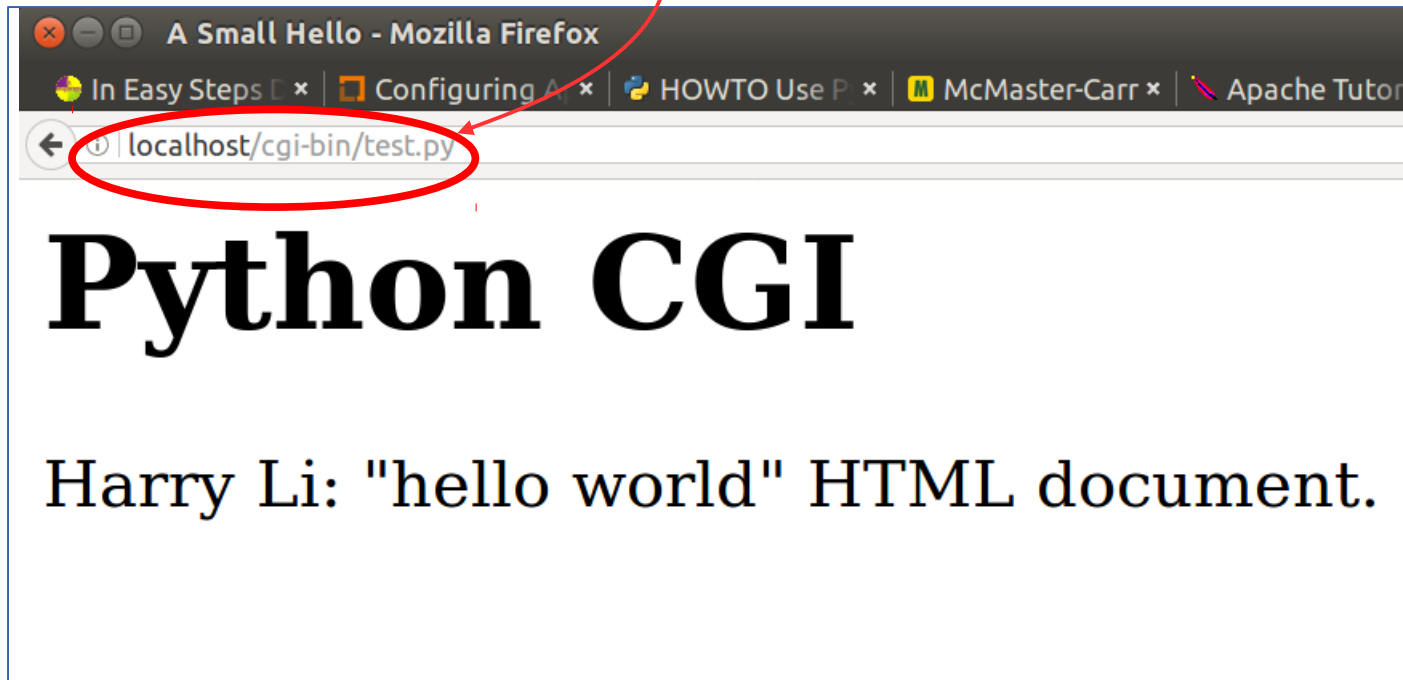 A Small Hello - Mozilla Firefox
In Easy Steps Configuring HOWTO Use McMaster-Carr Apache Tutor
localhost/cgi-bin/test.py
Python CGI
Harry Li: "hello world" HTML document.